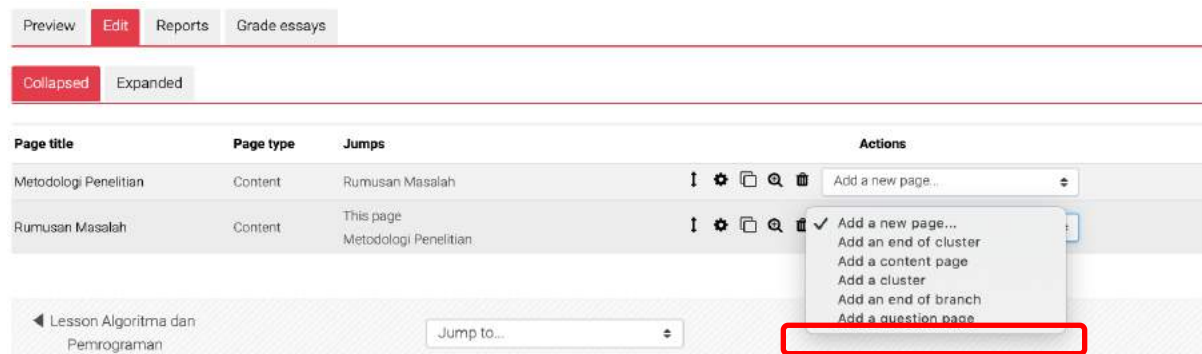 Preview Edit Reports Grade essays
Collapsed Expanded
Page title Page type Jumps Actions
Metodologi Penelitian Content Rumusan Masalah Add a new page...
Rumusan Masalah Content This page
Metodologi Penelitian
✓ Add a new page...
Add an end of cluster
Add a content page
Add a cluster
Add an end of branch
Add a question page
◀ Lesson Algoritma dan
Pemrograman
Jump to...